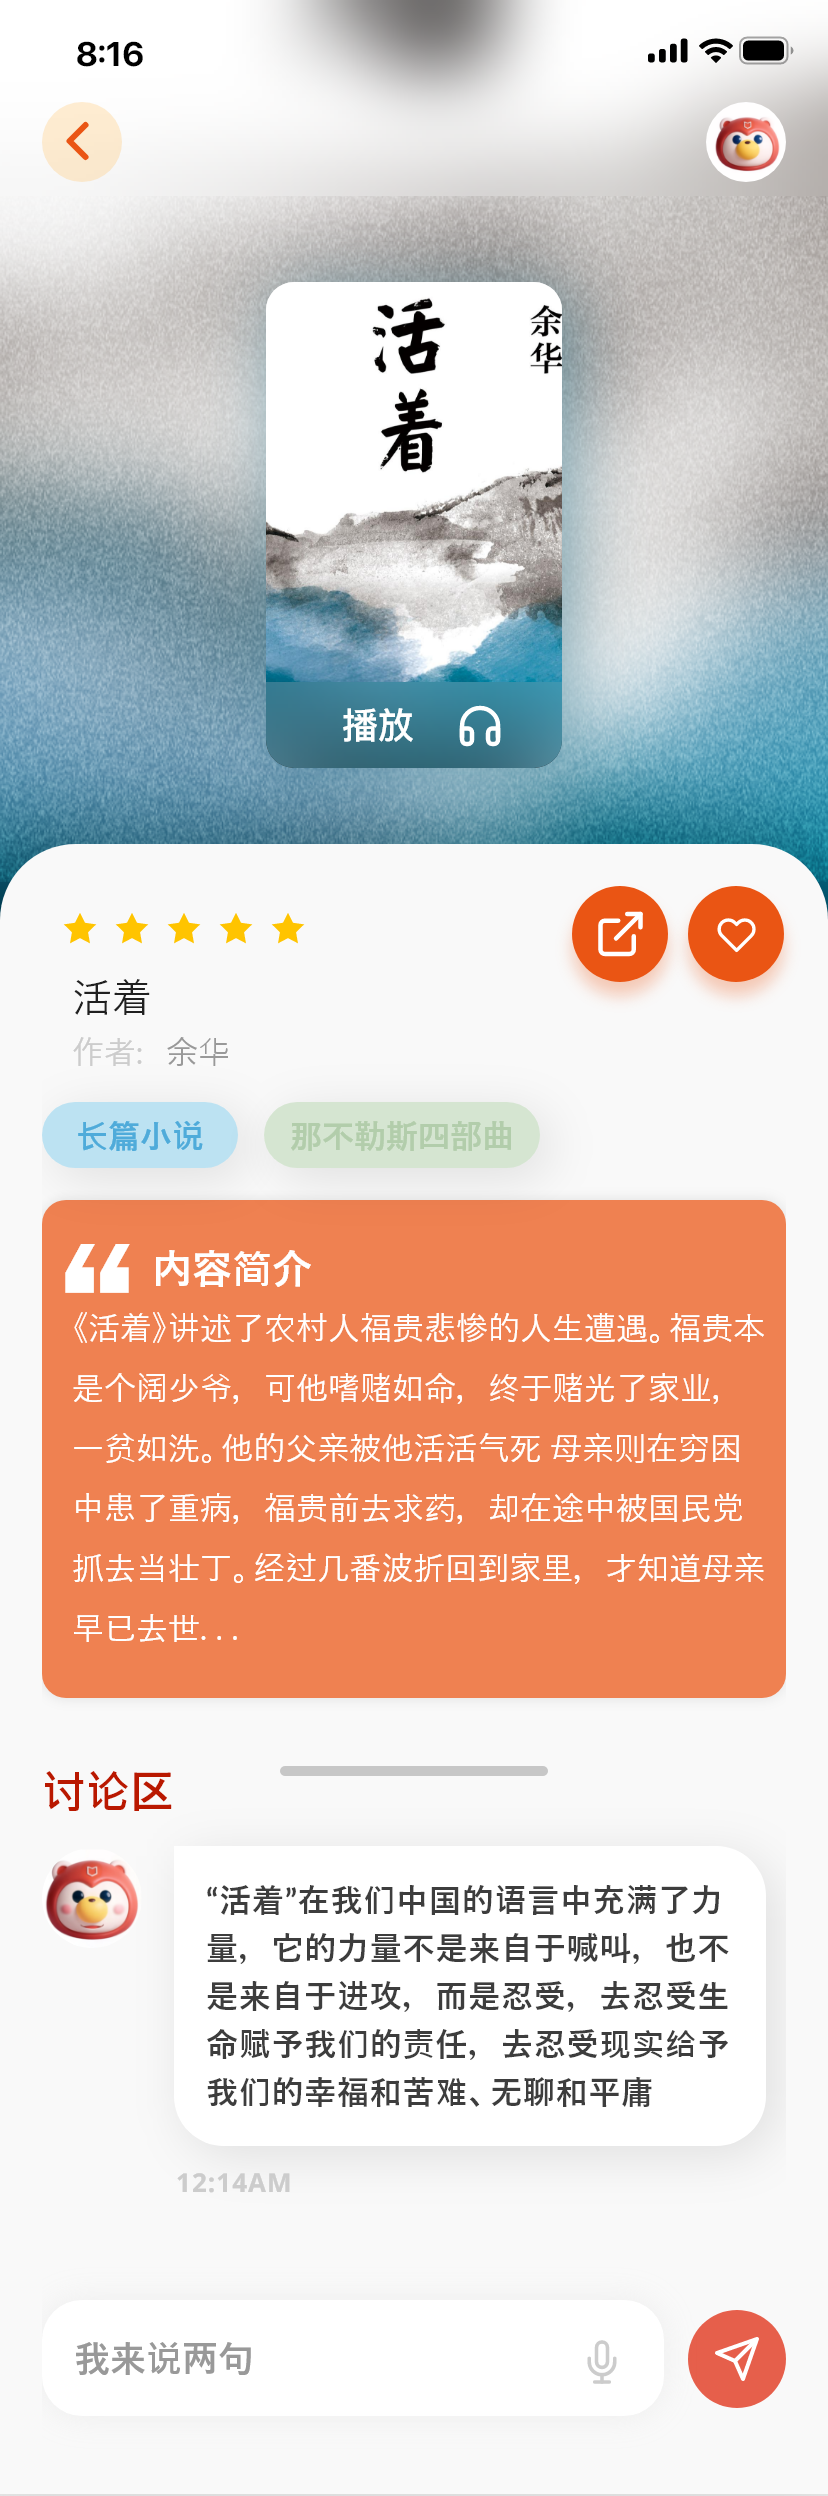 8:16
活着
余华
播放
活着
作者: 余华
长篇小说
那不勒斯四部曲
内容简介
《活着》讲述了农村人福贵悲惨的人生遭遇。福贵本
是个阔少爷，可他嗜赌如命，终于赌光了家业，
一贫如洗。他的父亲被他活活气死 母亲则在穷困
中患了重病，福贵前去求药，却在途中被国民党
抓去当壮丁。经过几番波折回到家里，才知道母亲
早已去世...
讨论区
“活着”在我们中国的语言中充满了力
量，它的力量不是来自于喊叫，也不
是来自于进攻，而是忍受，去忍受生
命赋予我们的责任，去忍受现实给予
我们的幸福和苦难、无聊和平庸
12:14AM
我来说两句